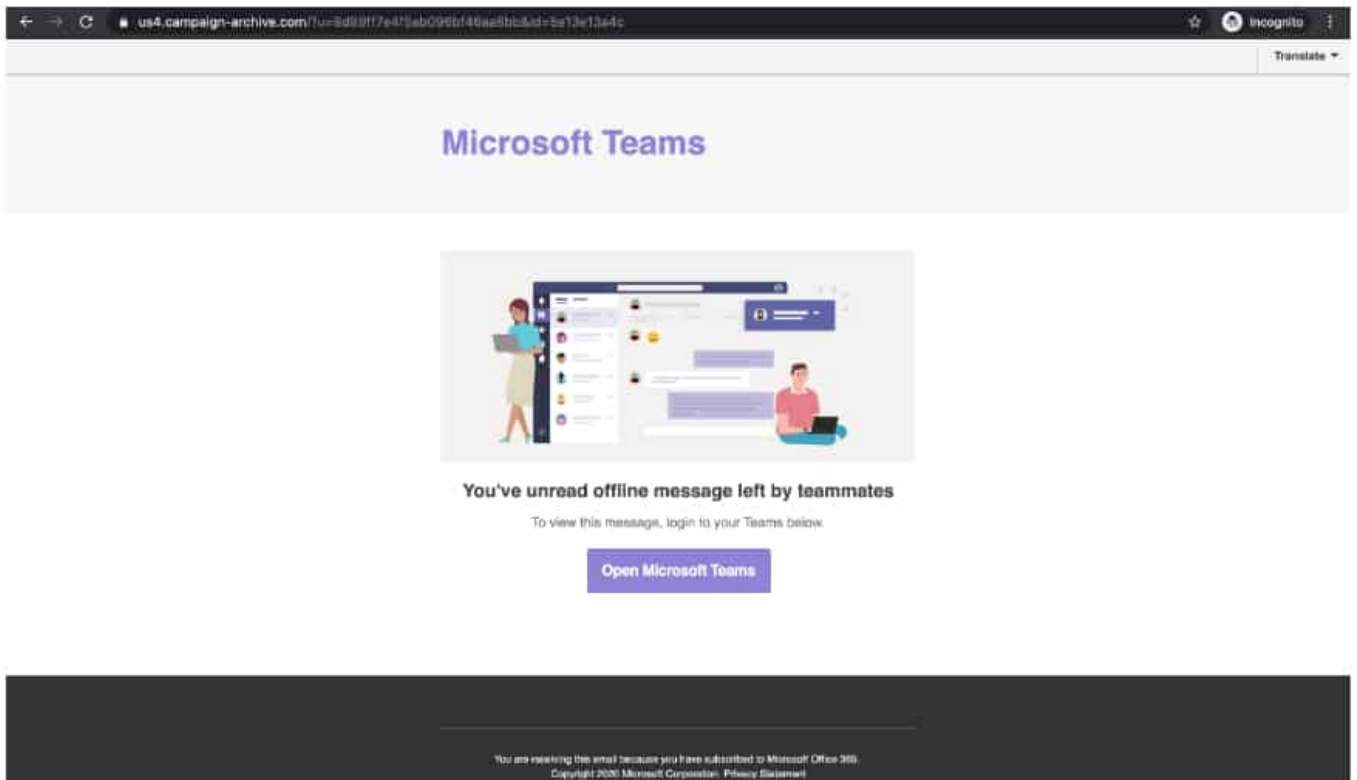 us4.campaign-archive.com
Incognito
Translate
Microsoft Teams
You've unread offline message left by teammates
To view this message, login to your Teams below.
Open Microsoft Teams
You are receiving this email because you have subscribed to Microsoft Office 365.
Copyright 2020 Microsoft Corporation Privacy Statement